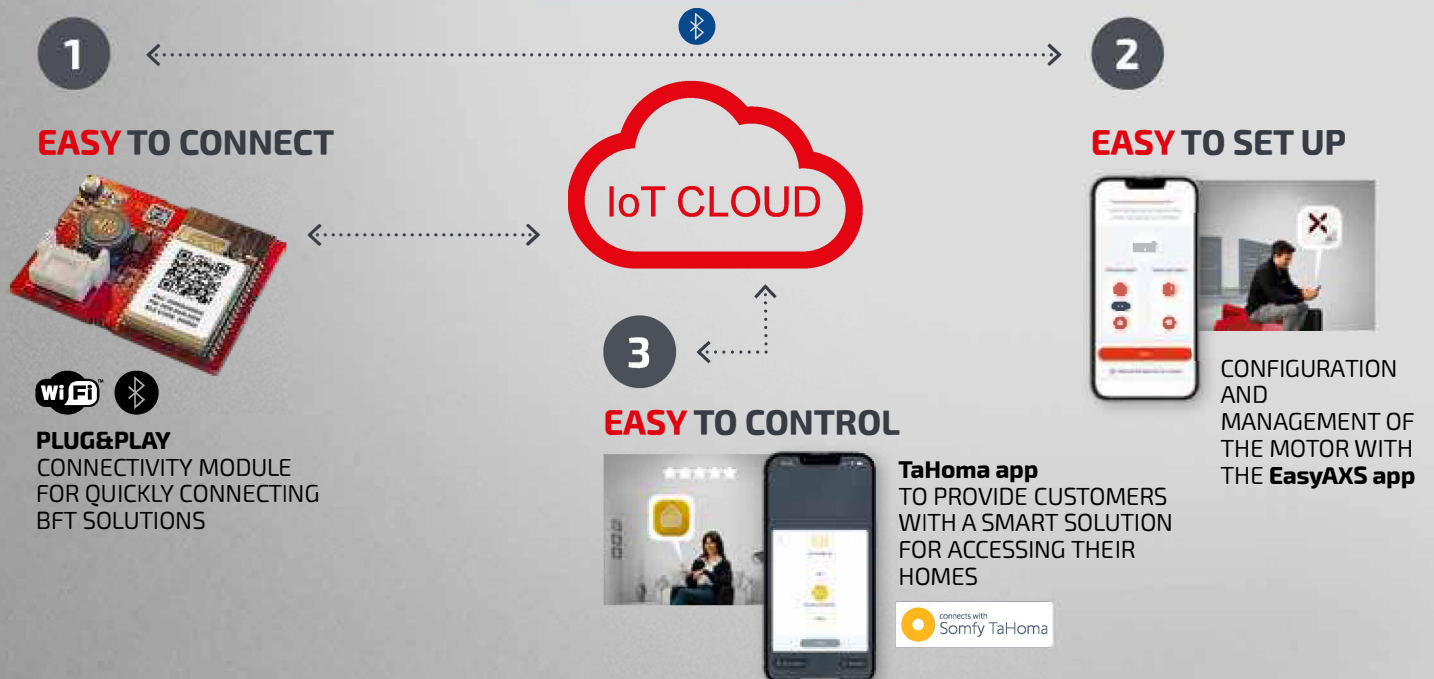 1
2
EASY TO CONNECT
IoT CLOUD
EASY TO SET UP
WiFi™
PLUG&PLAY
CONNECTIVITY MODULE
FOR QUICKLY CONNECTING
BFT SOLUTIONS
3
EASY TO CONTROL
TaHoma app
TO PROVIDE CUSTOMERS
WITH A SMART SOLUTION
FOR ACCESSING THEIR
HOMES
connects with
Somfy TaHoma
CONFIGURATION
AND
MANAGEMENT OF
THE MOTOR WITH
THE EasyAXS app